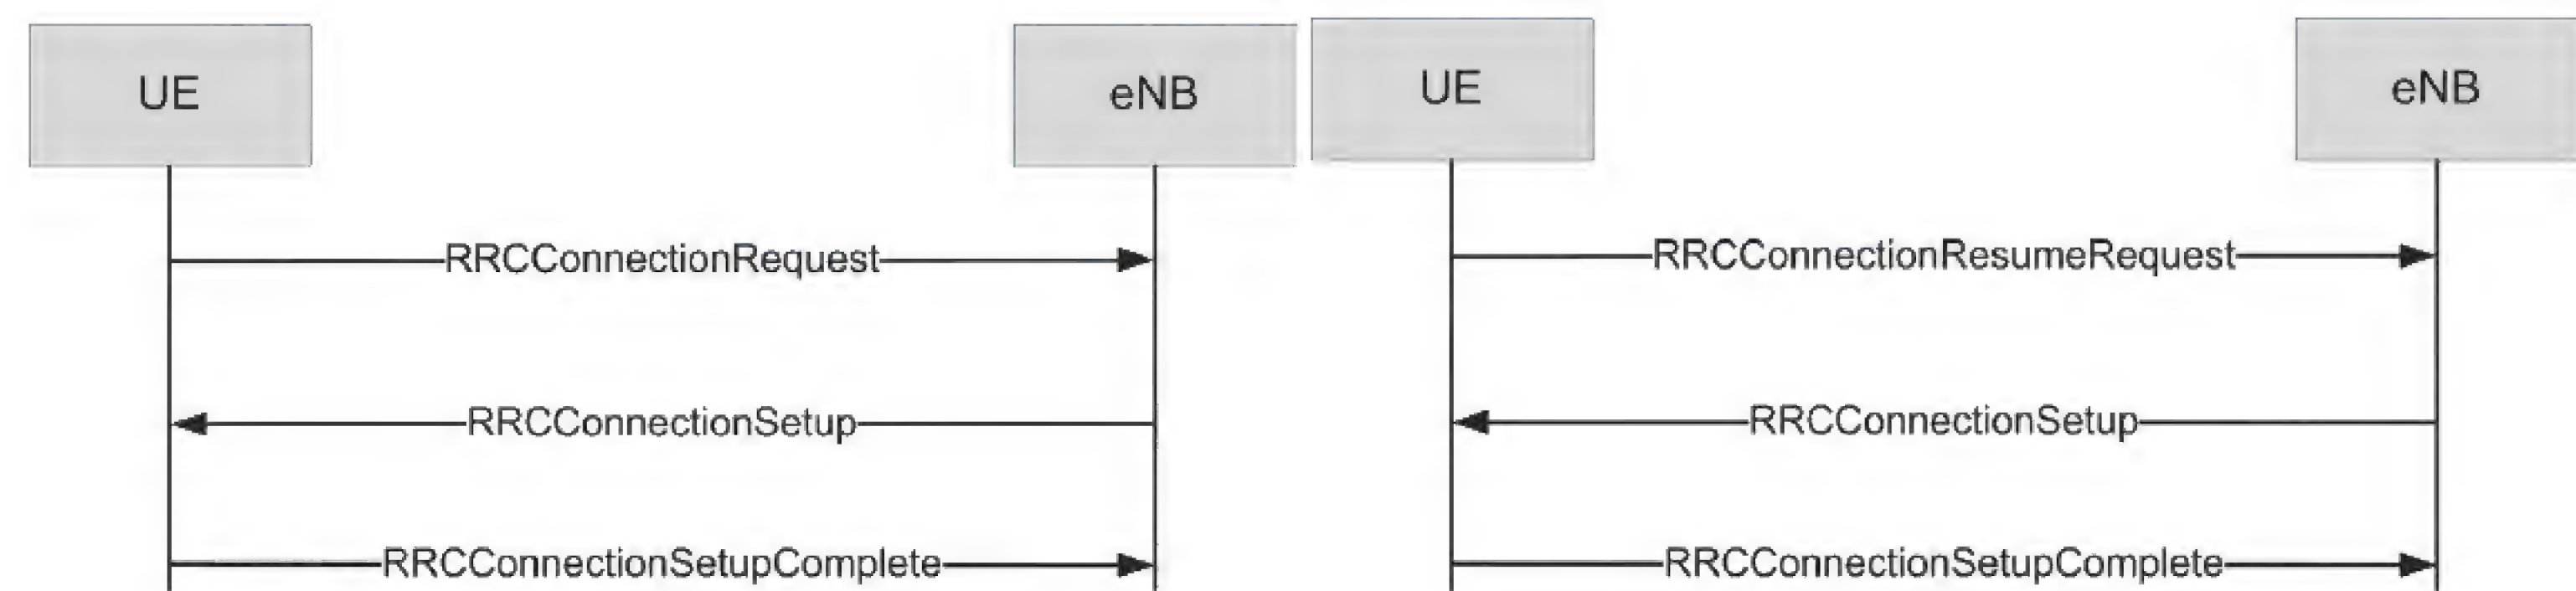 UE
eNB
RRCConnectionRequest
RRCConnectionSetup
RRCConnectionSetupComplete
UE
eNB
RRCConnectionResumeRequest
RRCConnectionSetup
RRCConnectionSetupComplete